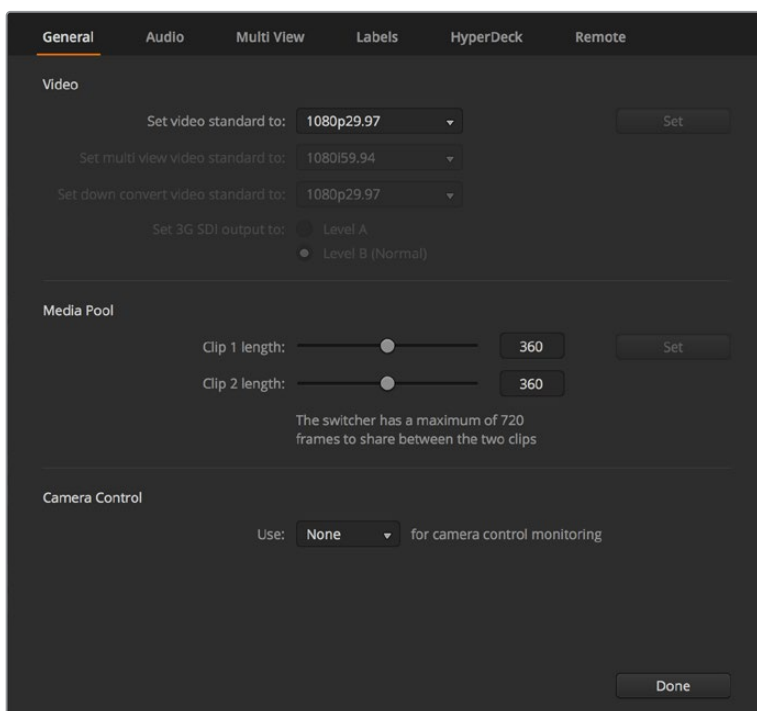 General Audio Multi View Labels HyperDeck Remote
Video
Set video standard to: 1080p29.97 Set
Set multi view video standard to: 1080i59.94
Set down convert video standard to: 1080p29.97
Set 3G SDI output to: Level A
Level B (Normal)
Media Pool
Clip 1 length: 360 Set
Clip 2 length: 360
The switcher has a maximum of 720
frames to share between the two clips
Camera Control
Use: None for camera control monitoring
Done